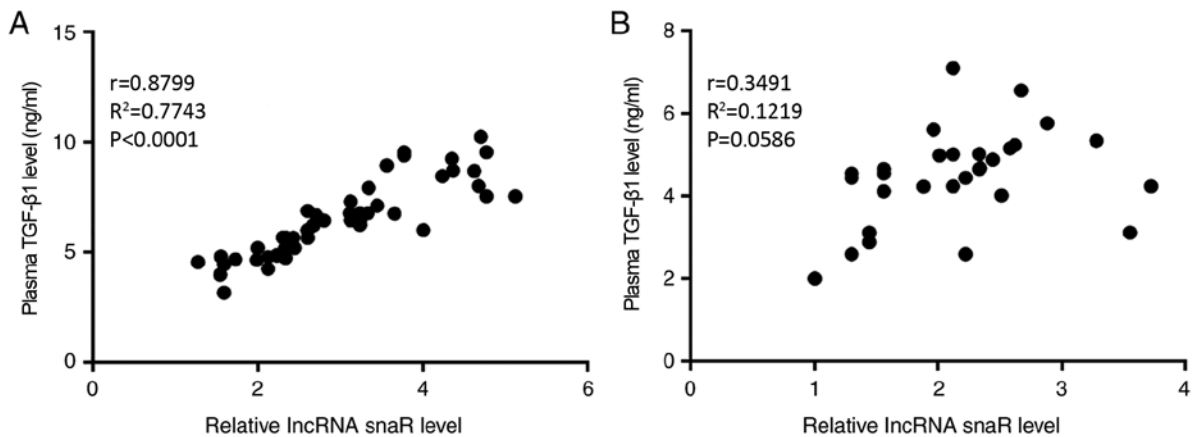 A
15
10
5
0
Plasma TGF-β1 level (ng/ml)
r=0.8799
R²=0.7743
P<0.0001
0 2 4 6
Relative lncRNA snaR level
B
8
6
4
2
0
Plasma TGF-β1 level (ng/ml)
r=0.3491
R²=0.1219
P=0.0586
0 1 2 3 4
Relative lncRNA snaR level